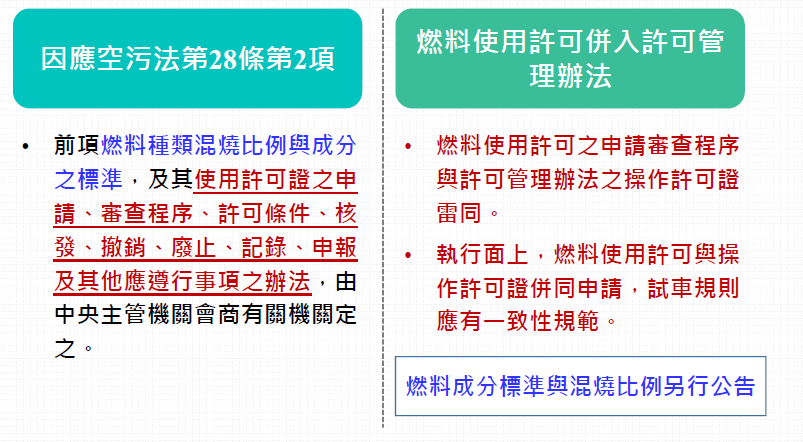 因應空污法第28條第2項
• 前項燃料種類混燒比例與成分
之標準，及其使用許可證之申
請、審查程序、許可條件、核
發、撤銷、廢止、記錄、申報
及其他應遵行事項之辦法，由
中央主管機關會商有關機關定
之。
燃料使用許可併入許可管
理辦法
• 燃料使用許可之申請審查程序
與許可管理辦法之操作許可證
雷同。
• 執行面上，燃料使用許可與操
作許可證併同申請，試車規則
應有一致性規範。
燃料成分標準與混燒比例另行公告